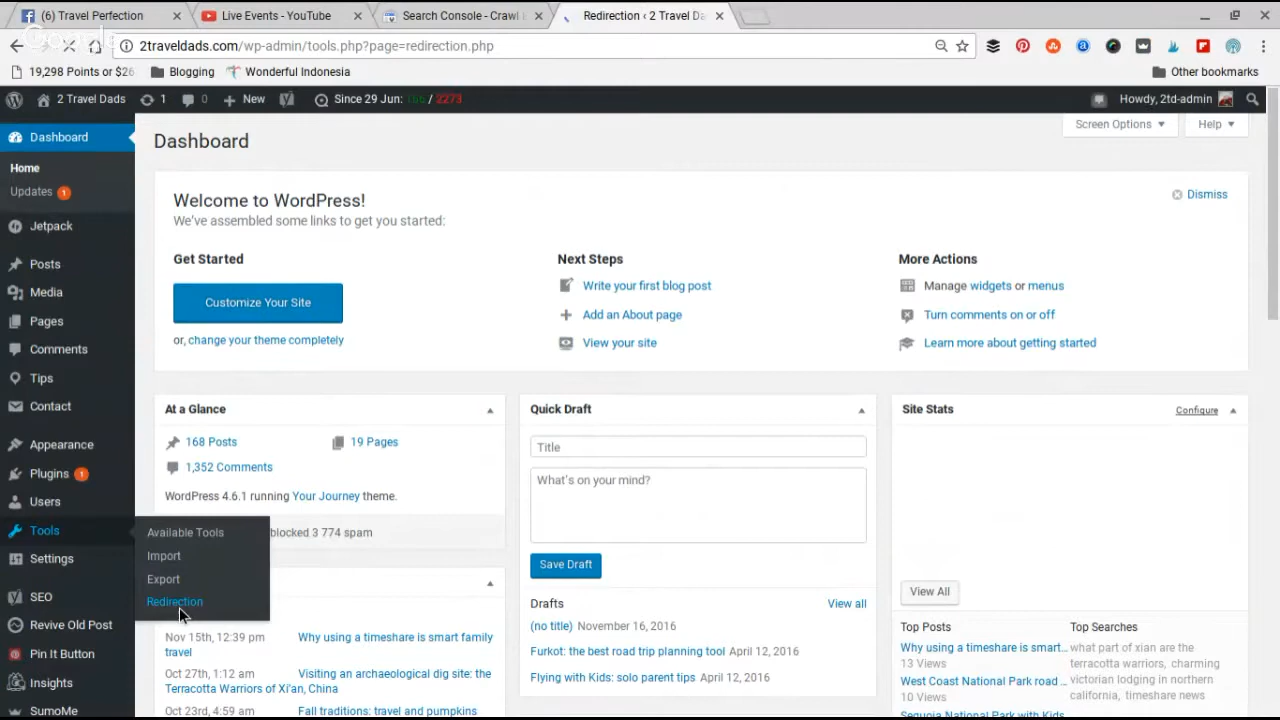 (6) Travel Perfection
Live Events - YouTube
Search Console - Crawl
Redirection ‹ 2 Travel Da
Google
2traveldads.com/wp-admin/tools.php?page=redirection.php
19,298 Points or $26
Blogging
Wonderful Indonesia
Other bookmarks
2 Travel Dads
1
0
New
Since 29 Jun: / 2273
Howdy, 2td-admin
Dashboard
Home
Updates 1
Jetpack
Posts
Media
Pages
Comments
Tips
Contact
Appearance
Plugins 1
Users
Tools
Settings
SEO
Revive Old Post
Pin It Button
Insights
SumoMe
Available Tools
Import
Export
Redirection
Dashboard
Screen Options
Help
Welcome to WordPress!
We've assembled some links to get you started:
Dismiss
Get Started
Customize Your Site
or, change your theme completely
Next Steps
Write your first blog post
Add an About page
View your site
More Actions
Manage widgets or menus
Turn comments on or off
Learn more about getting started
At a Glance
168 Posts
19 Pages
1,352 Comments
WordPress 4.6.1 running Your Journey theme.
blocked 3 774 spam
Nov 15th, 12:39 pm Why using a timeshare is smart family
travel
Oct 27th, 1:12 am Visiting an archaeological dig site: the
Terracotta Warriors of Xi'an, China
Oct 23rd, 4:59 am Fall traditions: travel and pumpkins
Quick Draft
Title
What's on your mind?
Save Draft
Drafts
View all
(no title) November 16, 2016
Furkot: the best road trip planning tool April 12, 2016
Flying with Kids: solo parent tips April 12, 2016
Site Stats
Configure
View All
Top Posts
Why using a timeshare is smart...
13 Views
West Coast National Park road ...
10 Views
Sequoia National Park with Kids
Top Searches
what part of xian are the
terracotta warriors, charming
victorian lodging in northern
california, timeshare news